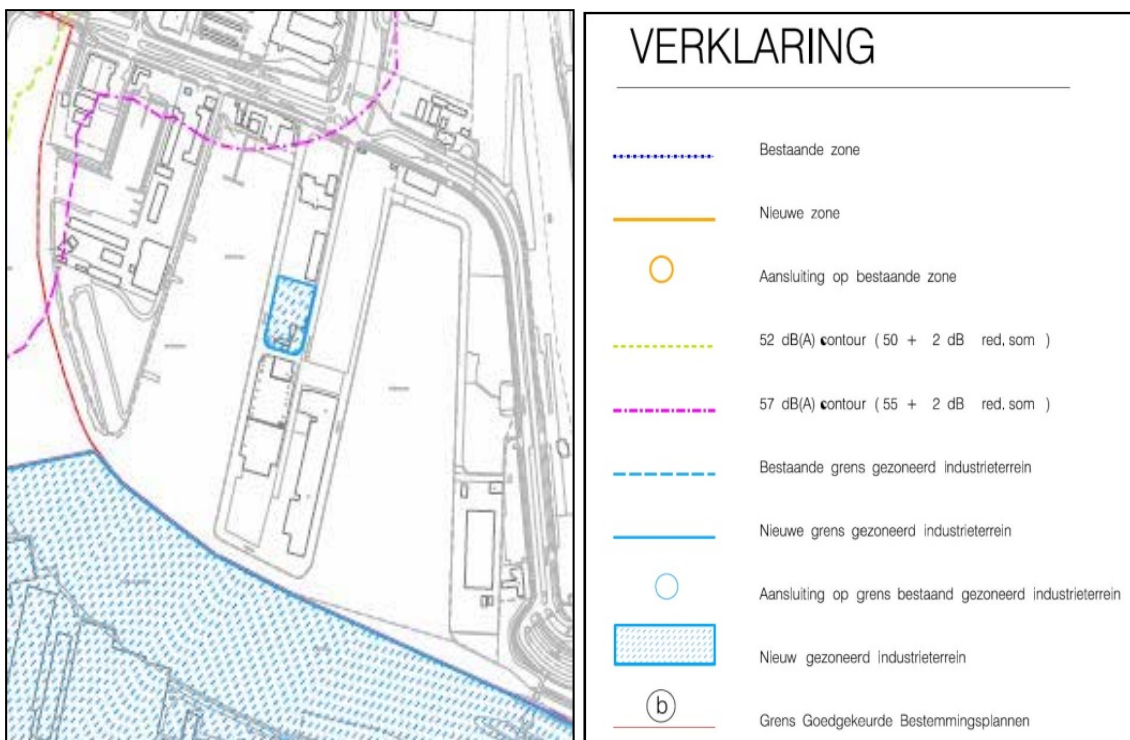 VERKLARING
Bestaande zone
Nieuwe zone
Aansluiting op bestaande zone
52 dB(A) contour ( 50 + 2 dB red. som )
57 dB(A) contour ( 55 + 2 dB red. som )
Bestaande grens gezoneerd industrieterrein
Nieuwe grens gezoneerd industrieterrein
Aansluiting op grens bestaand gezoneerd industrieterrein
Nieuw gezoneerd industrieterrein
b
Grens Goedgekeurde Bestemmingsplannen